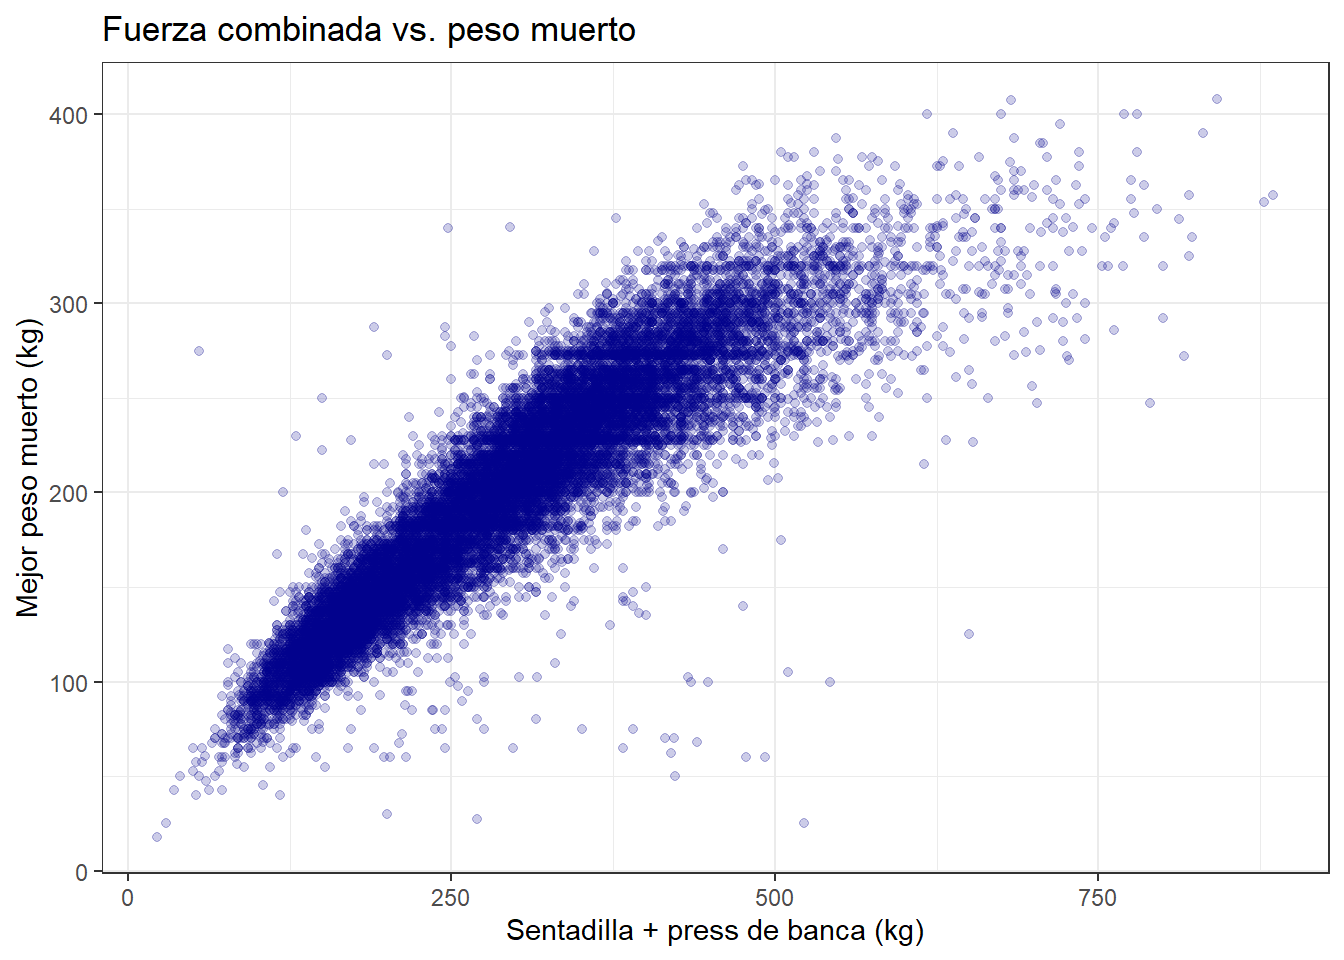 Fuerza combinada vs. peso muerto
Mejor peso muerto (kg)
400
300
200
100
0
0 250 500 750
Sentadilla + press de banca (kg)